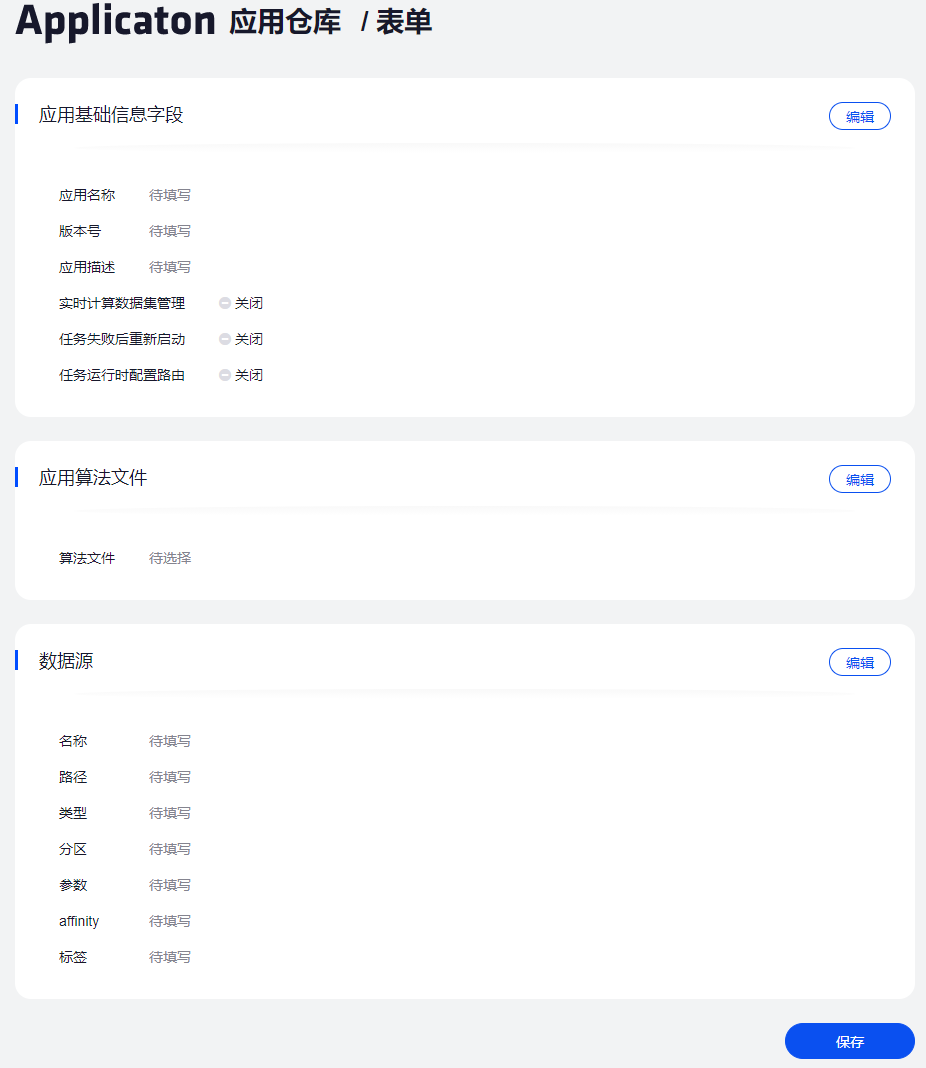 Applicaton 应用仓库 / 表单
应用基础信息字段 编辑
应用名称 待填写
版本号 待填写
应用描述 待填写
实时计算数据集管理 关闭
任务失败后重新启动 关闭
任务运行时配置路由 关闭
应用算法文件 编辑
算法文件 待选择
数据源 编辑
名称 待填写
路径 待填写
类型 待填写
分区 待填写
参数 待填写
affinity 待填写
标签 待填写
保存